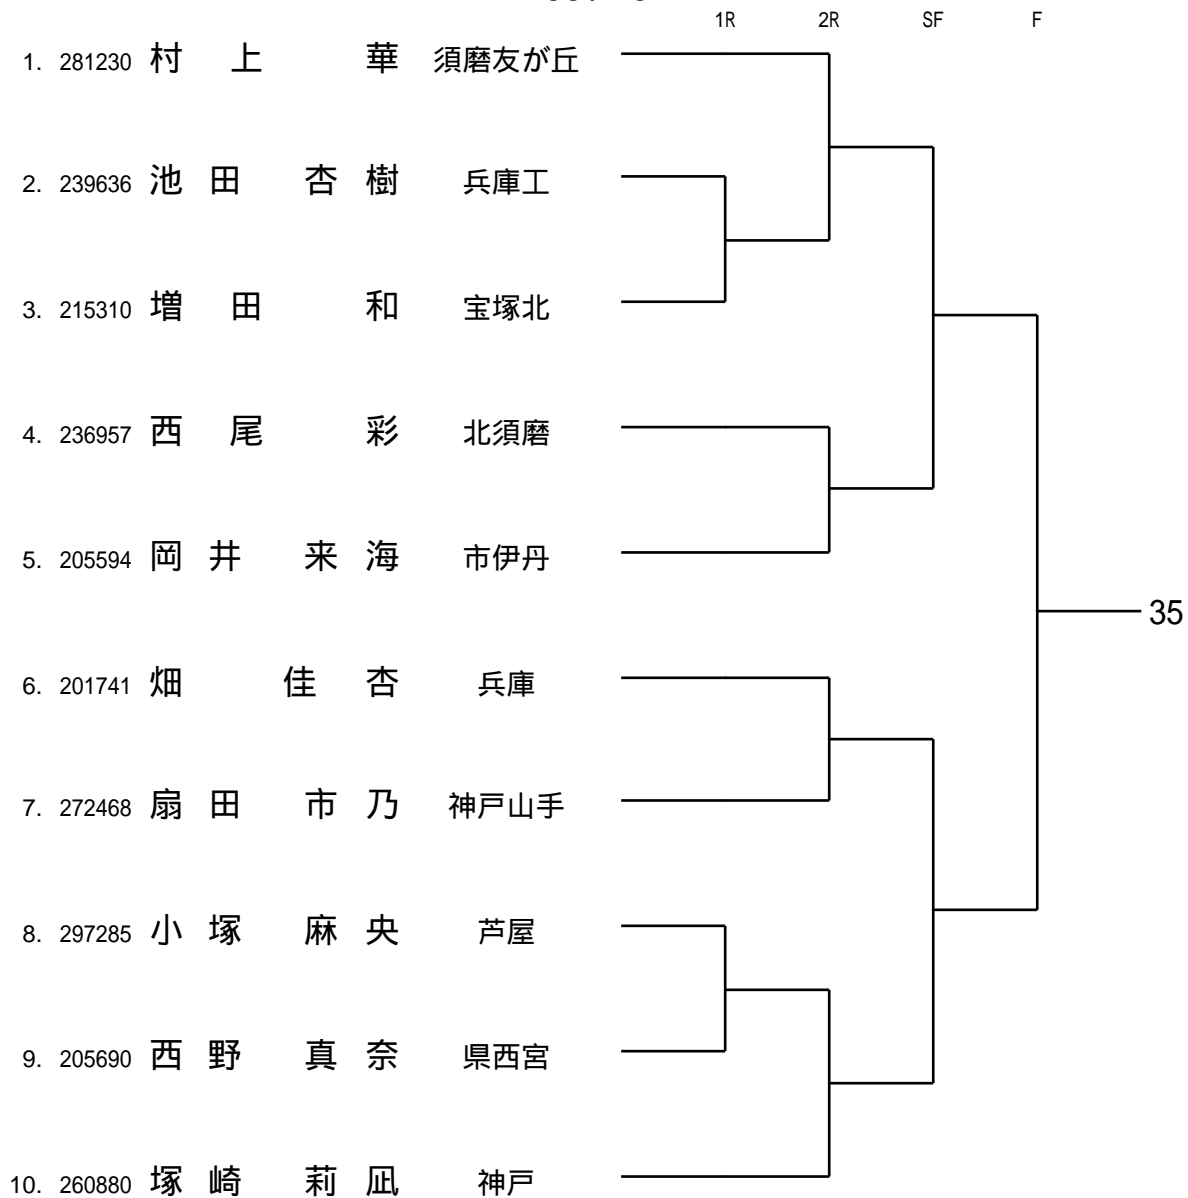 1R 2R SF F
1. 281230 村 上 華 須磨友が丘
2. 239636 池 田 杏 樹 兵庫工
3. 215310 増 田 和 宝塚北
4. 236957 西 尾 彩 北須磨
5. 205594 岡 井 来 海 市伊丹
35
6. 201741 畑 佳 杏 兵庫
7. 272468 扇 田 市 乃 神戸山手
8. 297285 小 塚 麻 央 芦屋
9. 205690 西 野 真 奈 県西宮
10. 260880 塚 崎 莉 凪 神戸